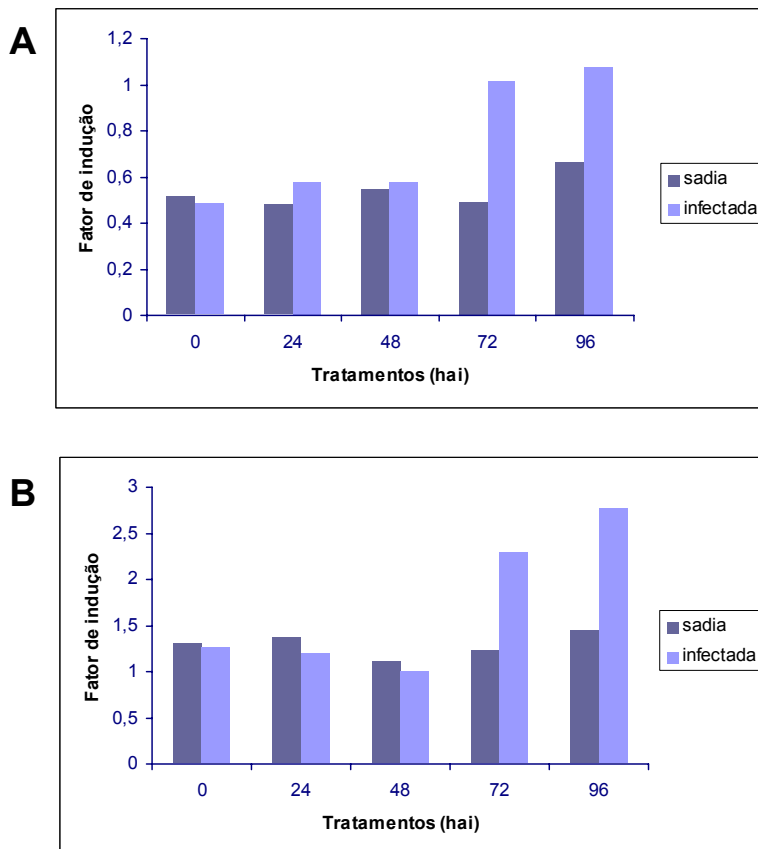 A
Fator de indução
1,2
1
0,8
0,6
0,4
0,2
0
0 24 48 72 96
Tratamentos (hai)
sadia
infectada
B
Fator de indução
3
2,5
2
1,5
1
0,5
0
0 24 48 72 96
Tratamentos (hai)
sadia
infectada